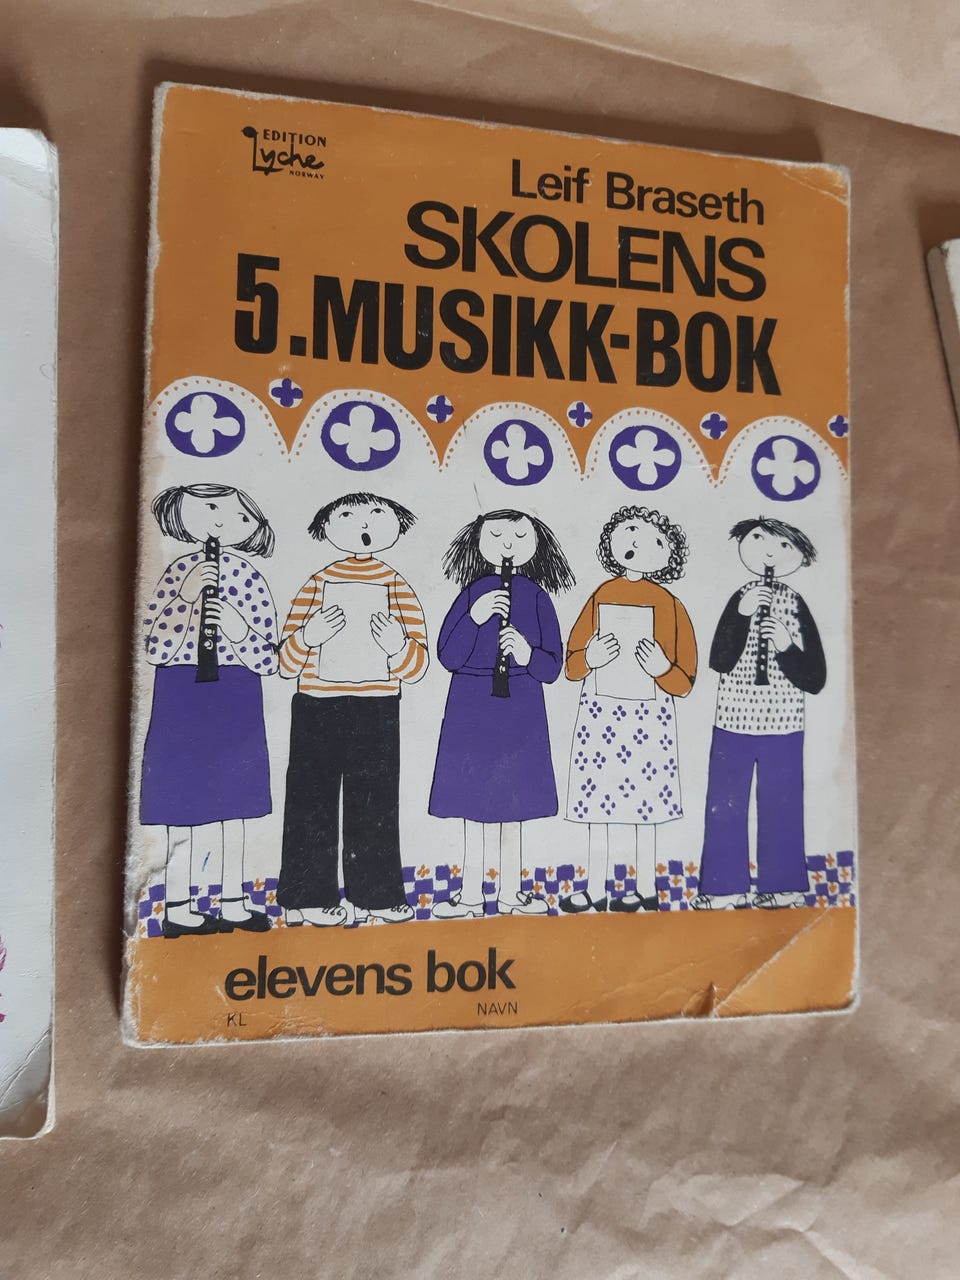 EDITION
Lyche
NORWAY
Leif Braseth
SKOLENS
5.MUSIKK-BOK
elevens bok
KL NAVN